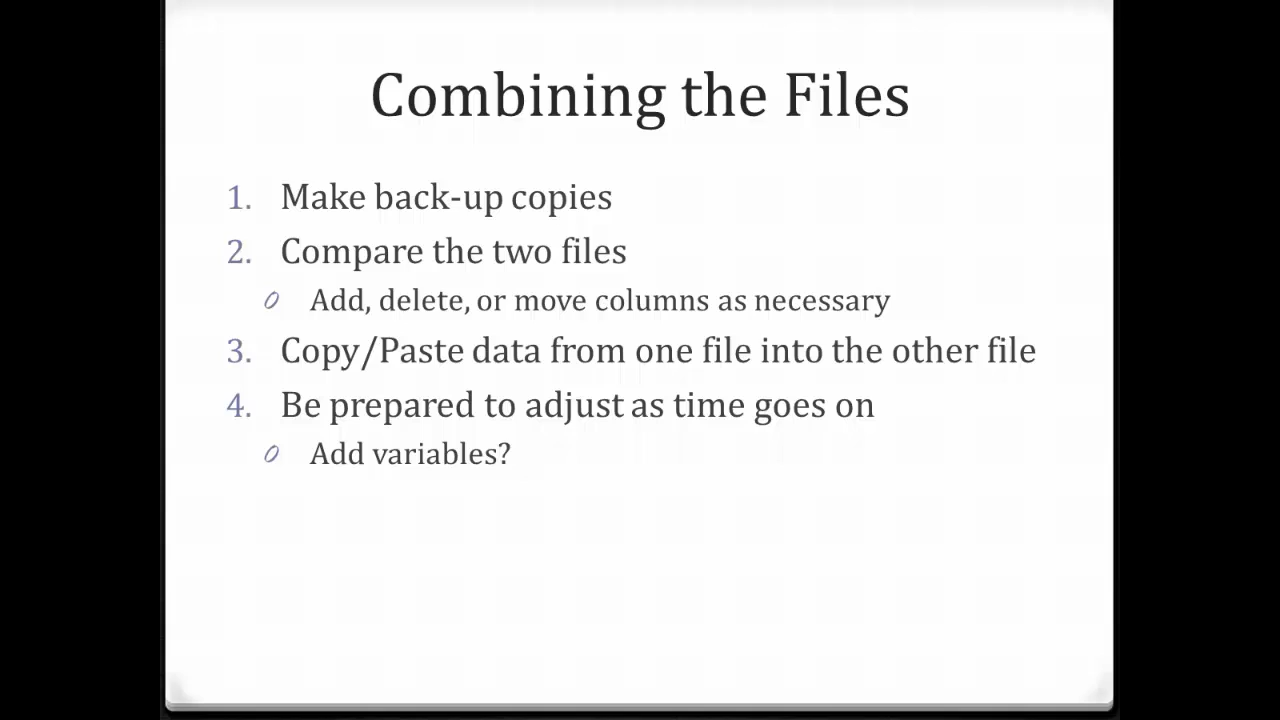 Combining the Files
1. Make back-up copies
2. Compare the two files
Add, delete, or move columns as necessary
3. Copy/Paste data from one file into the other file
4. Be prepared to adjust as time goes on
Add variables?